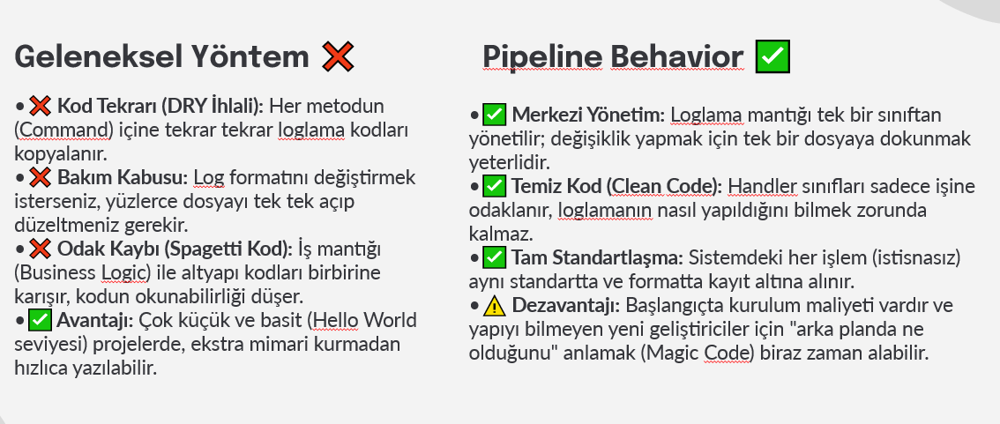 Geleneksel Yöntem ❌
• ❌ Kod Tekrarı (DRY İhlali): Her metodun
(Command) içine tekrar tekrar loglama kodları
kopyalanır.
• ❌ Bakım Kabusu: Log formatını değiştirmek
isterseniz, yüzlerce dosyayı tek tek açıp
düzeltmeniz gerekir.
• ❌ Odak Kaybı (Spagetti Kod): İş mantığı
(Business Logic) ile altyapı kodları birbirine
karışır, kodun okunabilirliği düşer.
• ✅ Avantajı: Çok küçük ve basit (Hello World
seviyesi) projelerde, ekstra mimari kurmadan
hızlıca yazılabilir.
Pipeline Behavior ✅
• ✅ Merkezi Yönetim: Loglama mantığı tek bir sınıftan
yönetilir; değişiklik yapmak için tek bir dosyaya dokunmak
yeterlidir.
• ✅ Temiz Kod (Clean Code): Handler sınıfları sadece işine
odaklanır, loglamanın nasıl yapıldığını bilmek zorunda
kalmaz.
• ✅ Tam Standartlaşma: Sistemdeki her işlem (istisnasız)
aynı standartta ve formatta kayıt altına alınır.
• ⚠️ Dezavantajı: Başlangıçta kurulum maliyeti vardır ve
yapıyı bilmeyen yeni geliştiriciler için "arka planda ne
olduğunu" anlamak (Magic Code) biraz zaman alabilir.